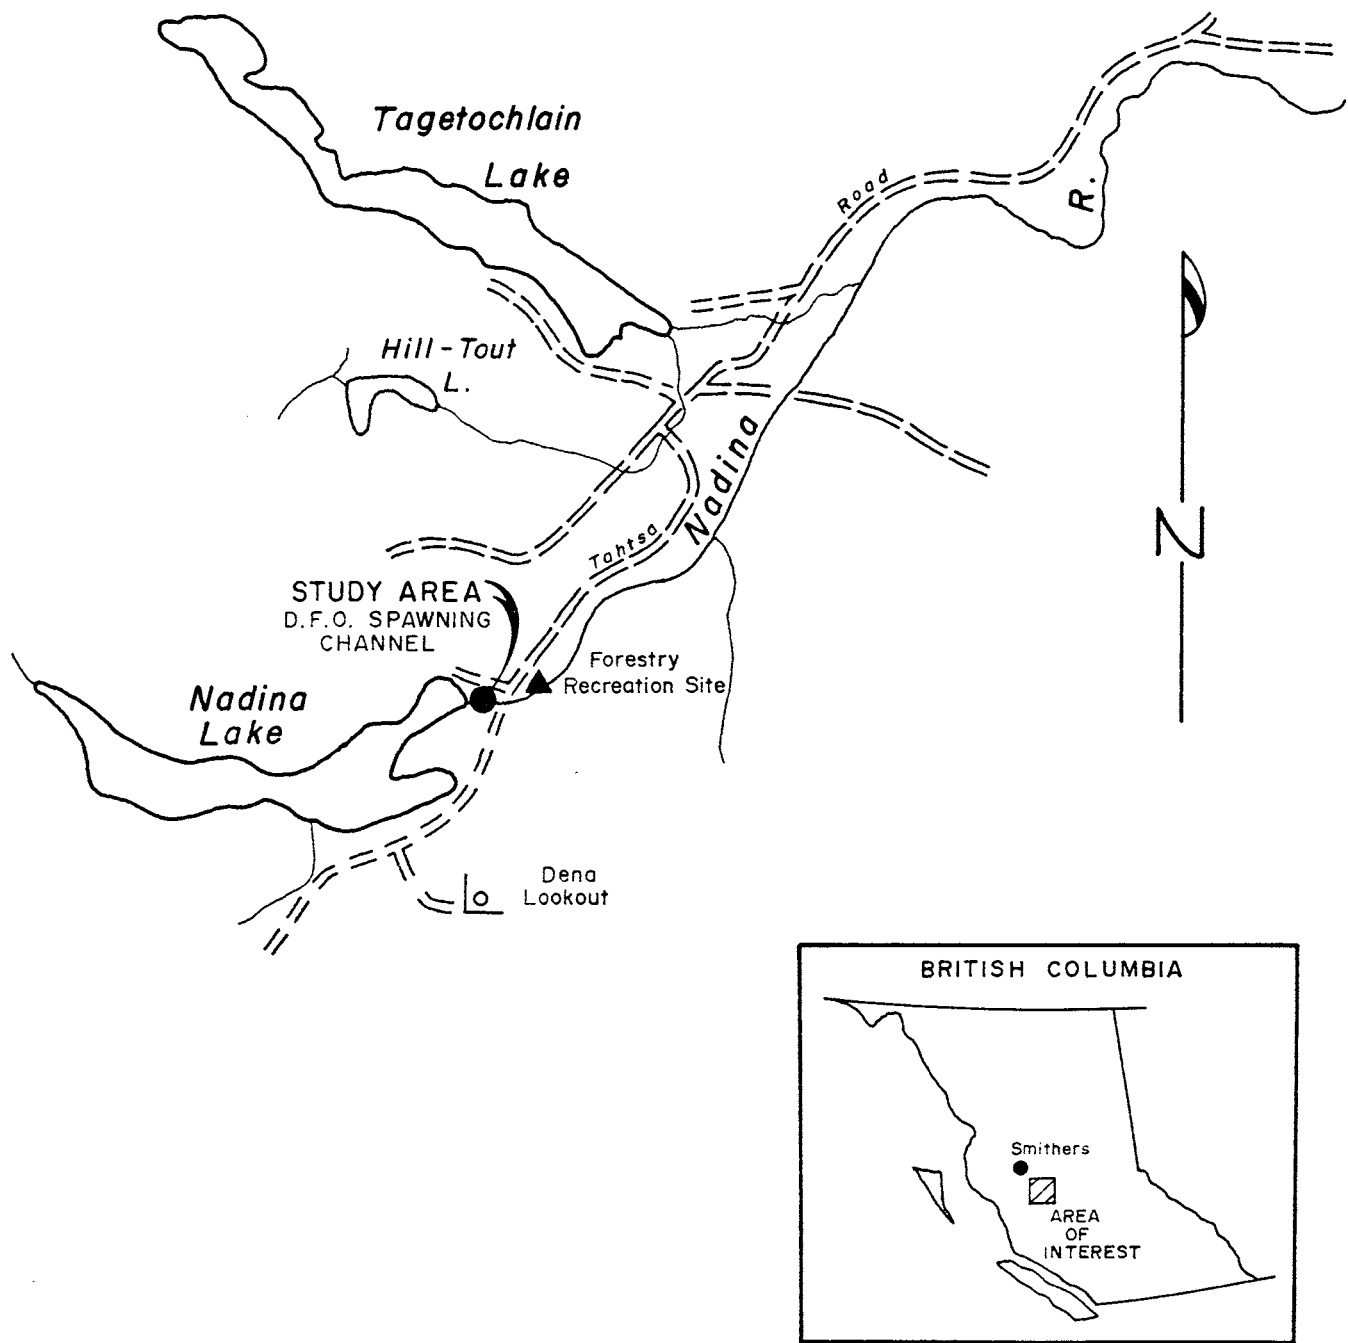 Tagetochlain
Lake
Road
R.
Hill-Tout
L.
Nadina
Tahtsa
N
STUDY AREA
D.F.O. SPAWNING
CHANNEL
Forestry
Recreation Site
Nadina
Lake
Dena
Lookout
BRITISH COLUMBIA
Smithers
AREA
OF
INTEREST